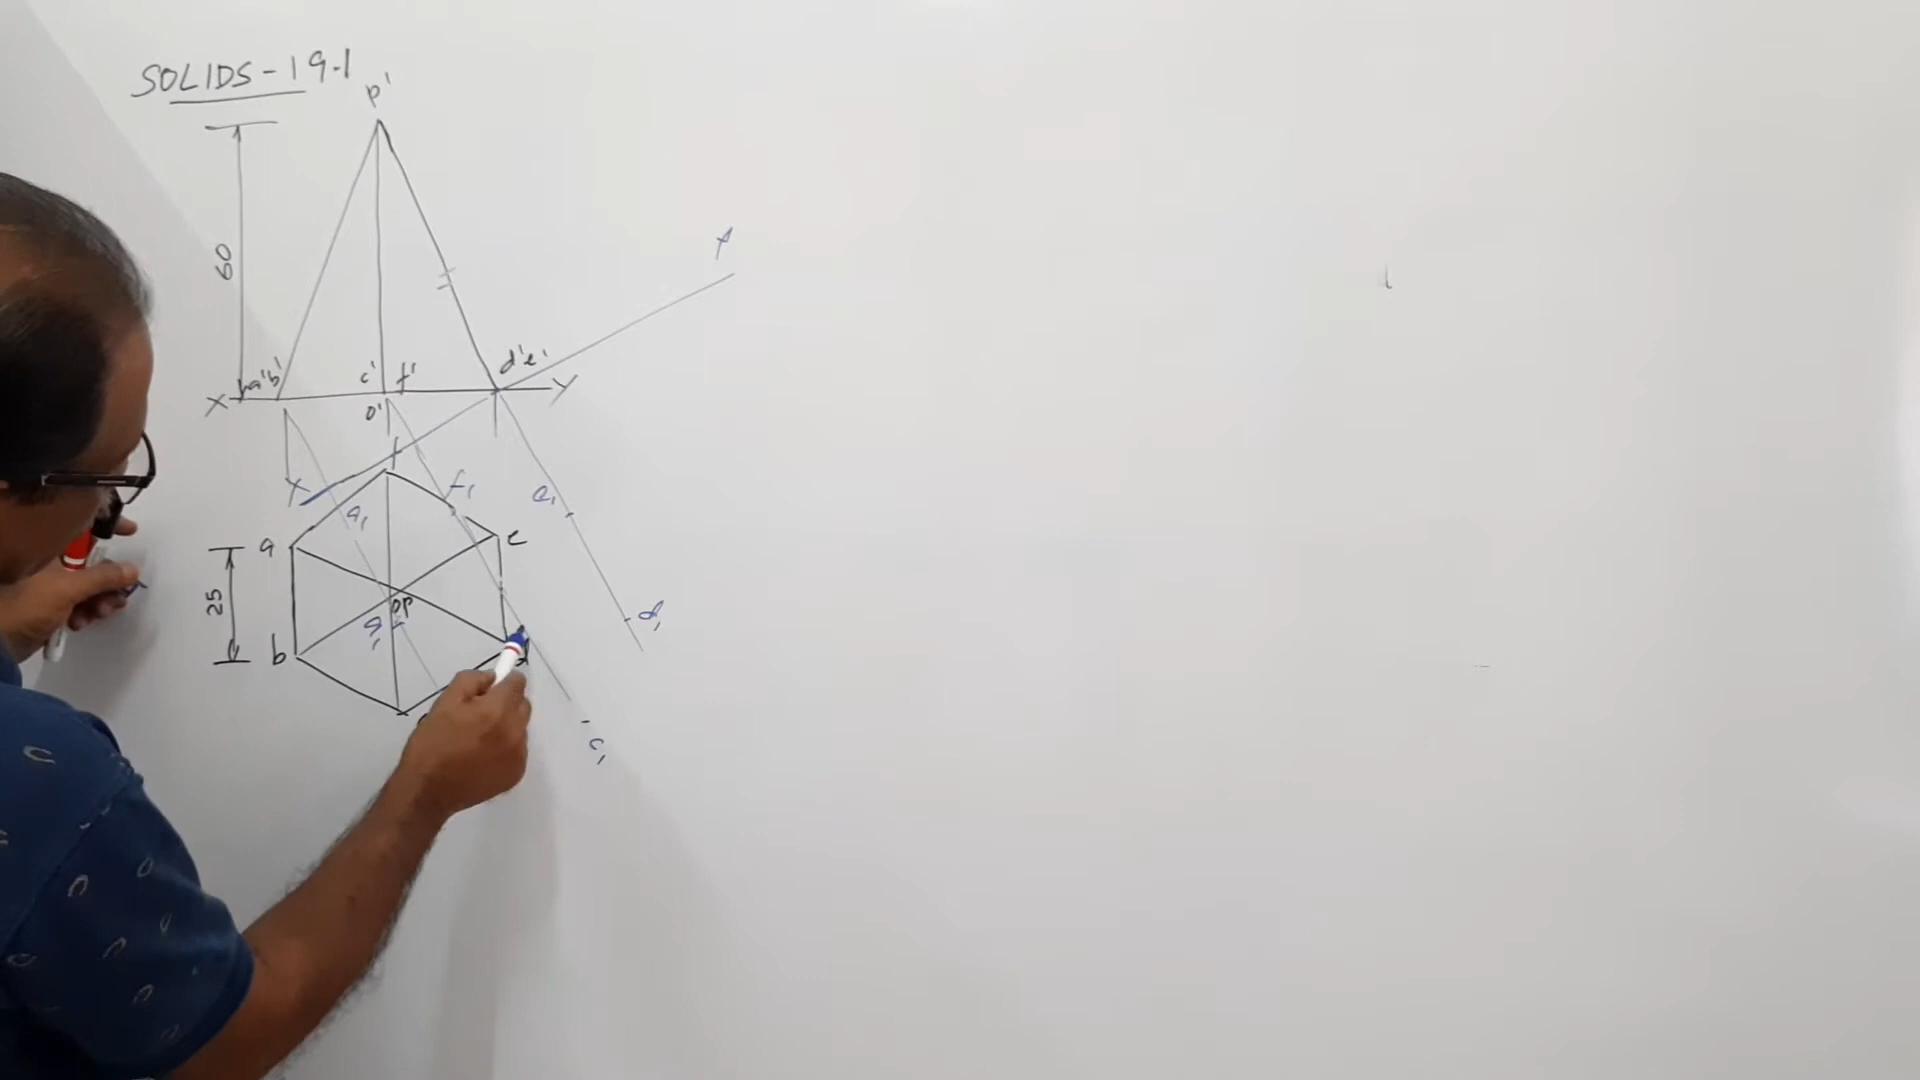 SOLIDS-19.1
p'
60
a'b'
c' f'
d'e'
X
Y
o'
f
X
f₁
e₁
a₁
a
e
25
op
d₁
b
c₁